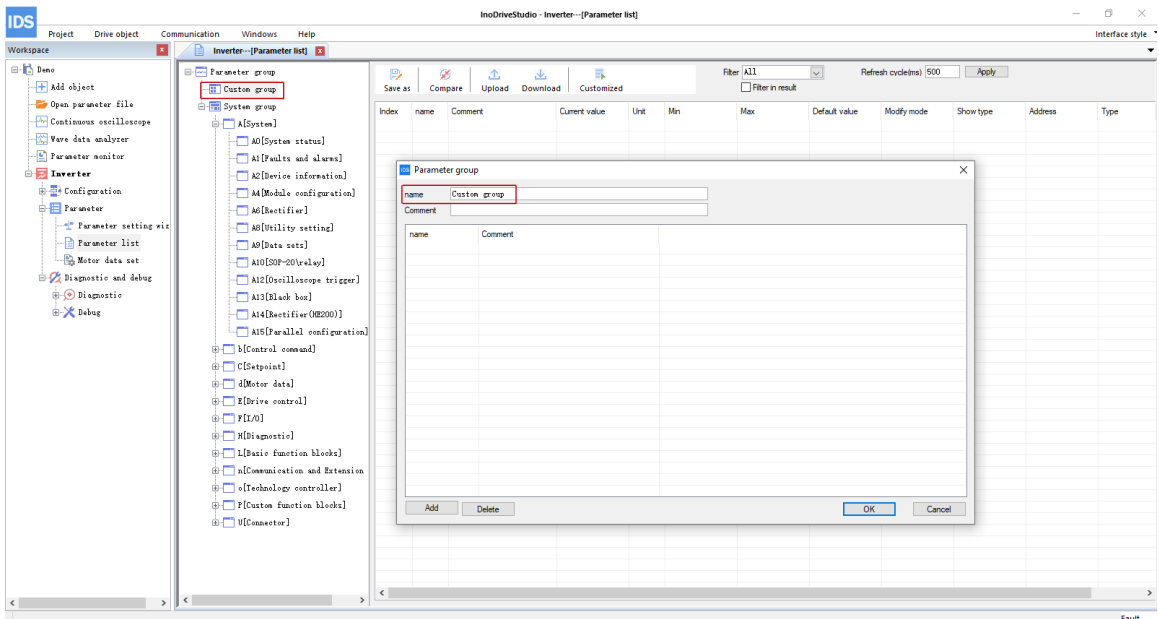 IDS
InoDriveStudio - Inverter---[Parameter list]
Project Drive object Communication Windows Help Interface style
Workspace
Inverter---[Parameter list]
Demo
Add object
Open parameter file
Continuous oscilloscope
Wave data analyzer
Parameter monitor
Inverter
Configuration
Parameter
Parameter setting wiz
Parameter list
Motor data set
Diagnostic and debug
Diagnostic
Debug
Parameter group
Custom group
System group
A[System]
A0[System status]
A1[Faults and alarms]
A2[Device information]
A4[Module configuration]
A6[Rectifier]
A8[Utility setting]
A9[Data sets]
A10[SOP-20\relay]
A12[Oscilloscope trigger]
A13[Black box]
A14[Rectifier(HE200)]
A15[Parallel configuration]
b[Control command]
C[Setpoint]
d[Motor data]
E[Drive control]
F[I/O]
H[Diagnostic]
L[Basic function blocks]
n[Communication and Extension
o[Technology controller]
P[Custom function blocks]
U[Connector]
Save as Compare Upload Download Customized
Filter All Refresh cycle(ms) 500 Apply
Filter in result
Index name Comment Current value Unit Min Max Default value Modify mode Show type Address Type
IDS Parameter group
name Custom group
Comment
name Comment
Add Delete OK Cancel
Fault